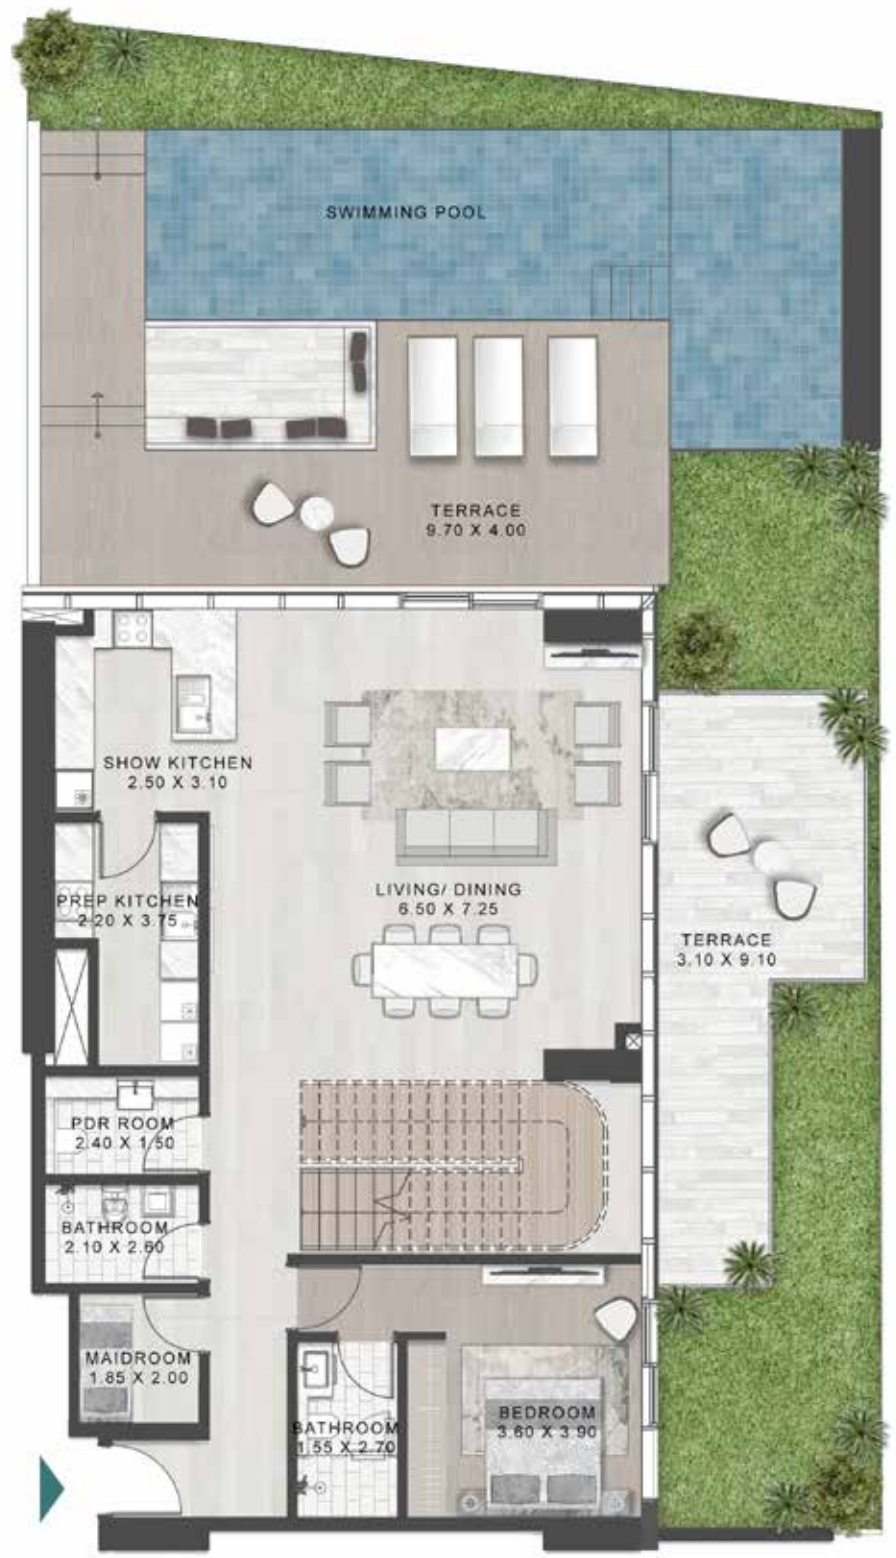 SWIMMING POOL
TERRACE
9.70 X 4.00
SHOW KITCHEN
2.50 X 3.10
PREP KITCHEN
2.20 X 3.75
LIVING/ DINING
6.50 X 7.25
TERRACE
3.10 X 9.10
PDR ROOM
2.40 X 1.50
BATHROOM
2.10 X 2.60
MAIDROOM
1.85 X 2.00
BATHROOM
1.55 X 2.70
BEDROOM
3.60 X 3.90